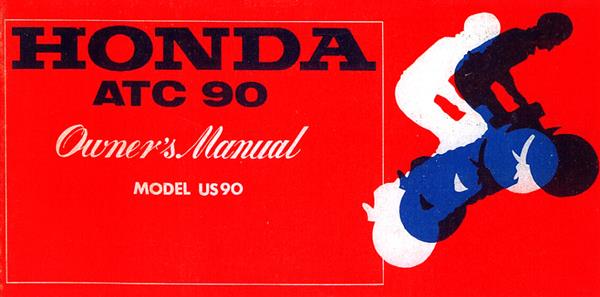 HONDA
ATC 90
Owner's Manual
MODEL US90